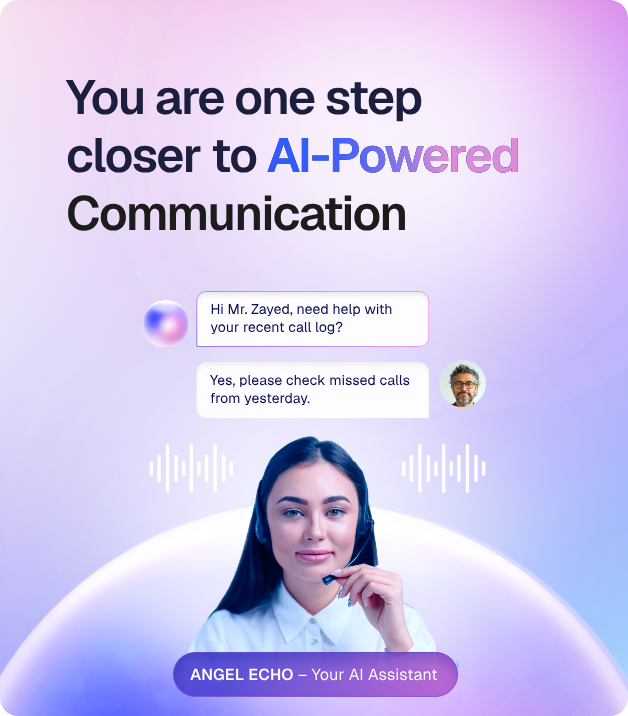 You are one step
closer to AI-Powered
Communication
Hi Mr. Zayed, need help with
your recent call log?
Yes, please check missed calls
from yesterday.
ANGEL ECHO – Your AI Assistant